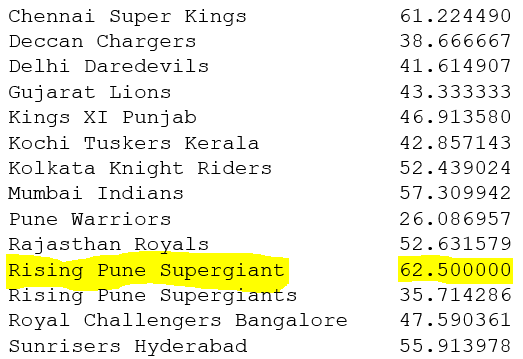 Chennai Super Kings 61.224490
Deccan Chargers 38.666667
Delhi Daredevils 41.614907
Gujarat Lions 43.333333
Kings XI Punjab 46.913580
Kochi Tuskers Kerala 42.857143
Kolkata Knight Riders 52.439024
Mumbai Indians 57.309942
Pune Warriors 26.086957
Rajasthan Royals 52.631579
Rising Pune Supergiant 62.500000
Rising Pune Supergiants 35.714286
Royal Challengers Bangalore 47.590361
Sunrisers Hyderabad 55.913978